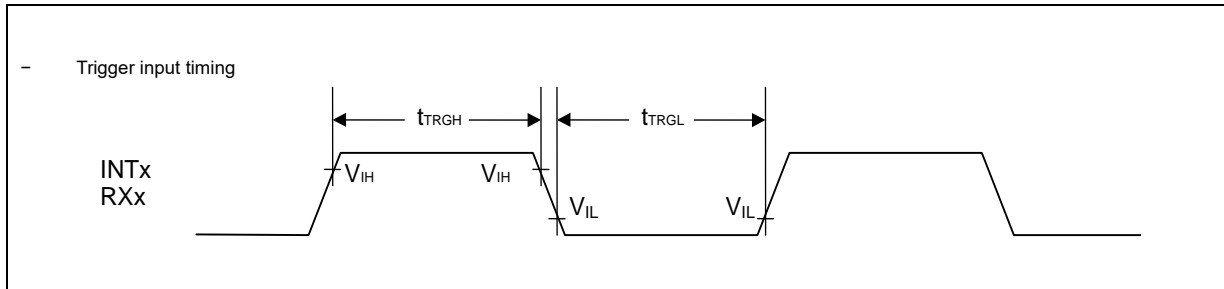 – Trigger input timing
tTRGH tTRGL
INTx
RXx
VIH VIH
VIL VIL